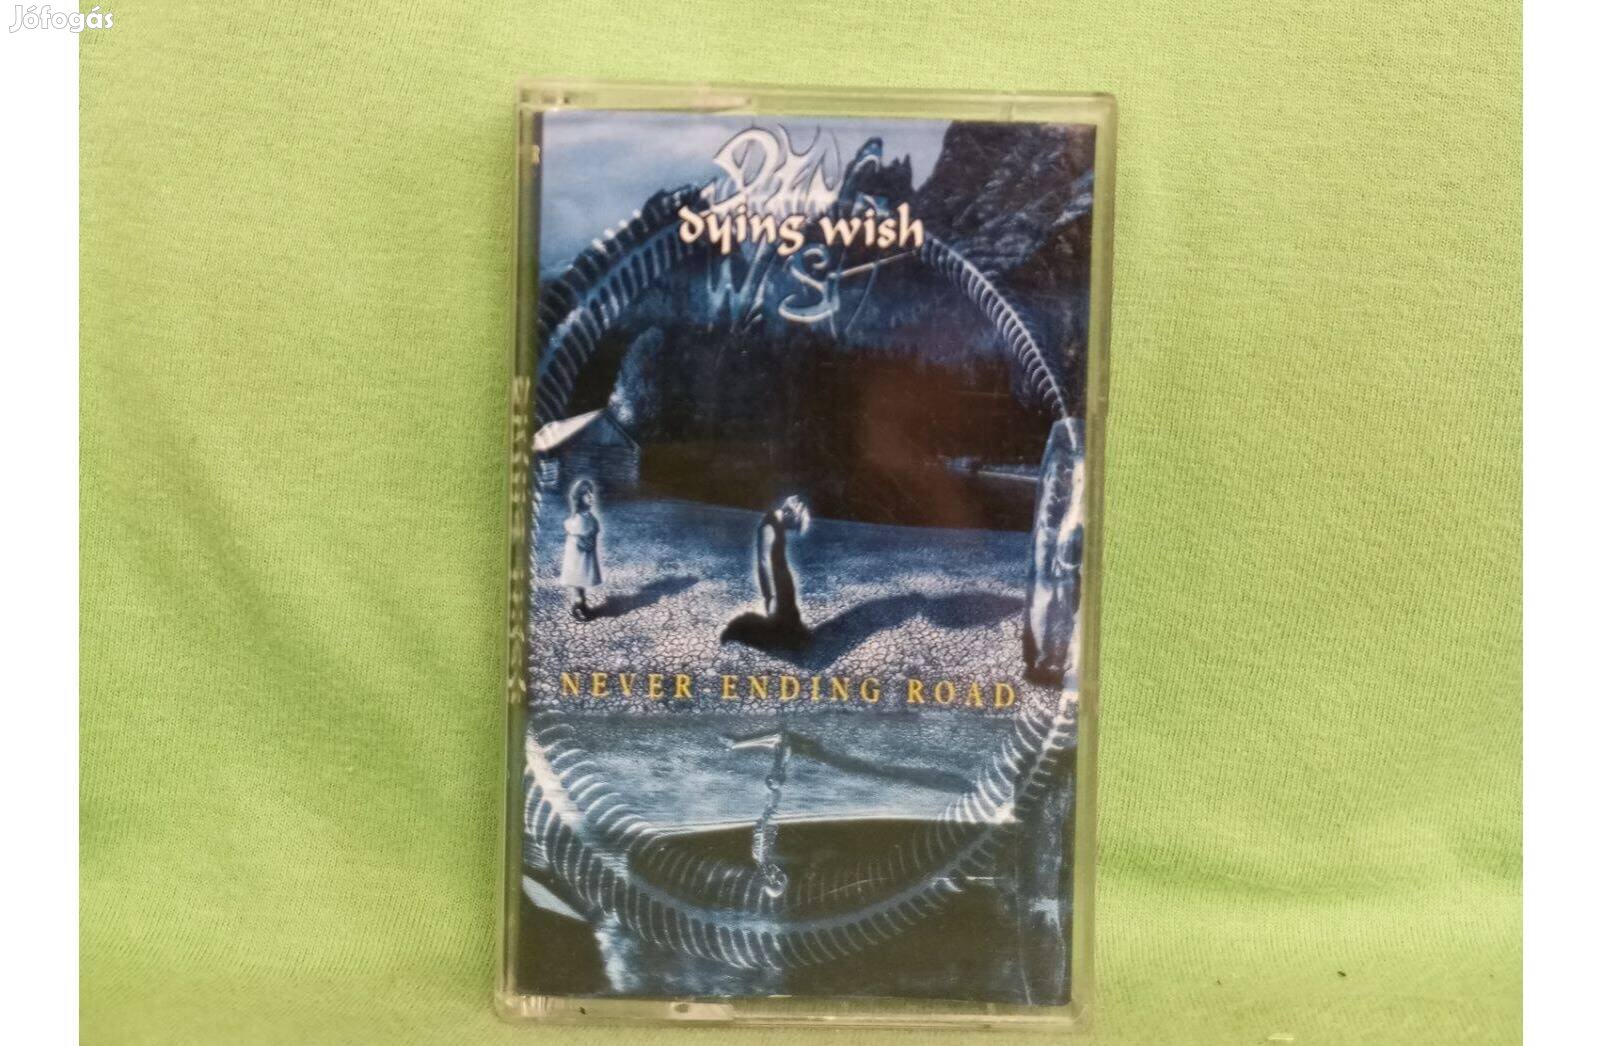 Jófogás
dying wish
NEVER ENDING ROAD